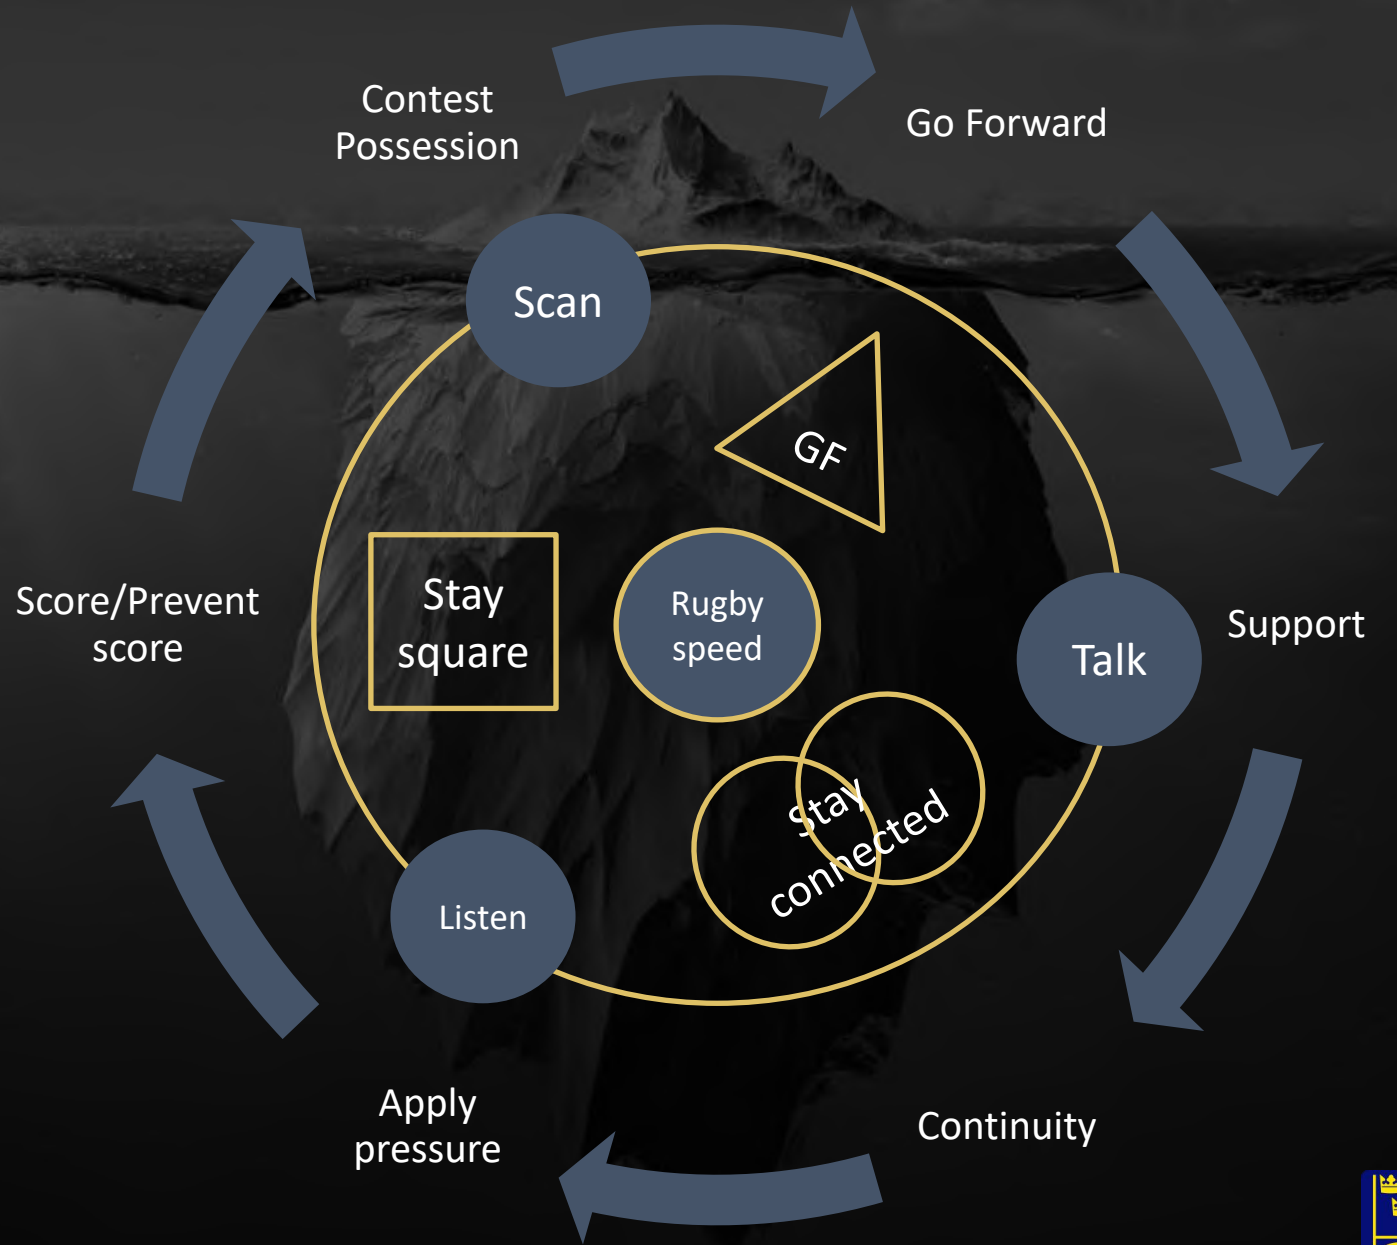 Contest
Possession
Go Forward
Scan
GF
Stay
square
Rugby
speed
Score/Prevent
score
Talk
Support
Stay
connected
Listen
Apply
pressure
Continuity